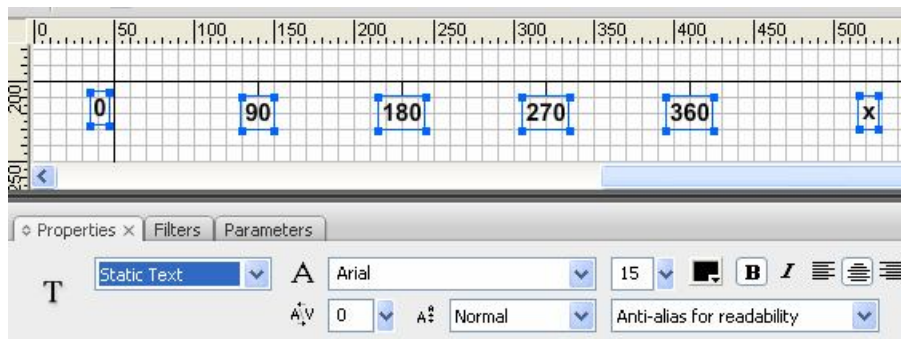 0 50 100 150 200 250 300 350 400 450 500
200
0 90 180 270 360 x
250
Properties × Filters Parameters
T Static Text A Arial 15 B I
A V 0 A Normal Anti-alias for readability